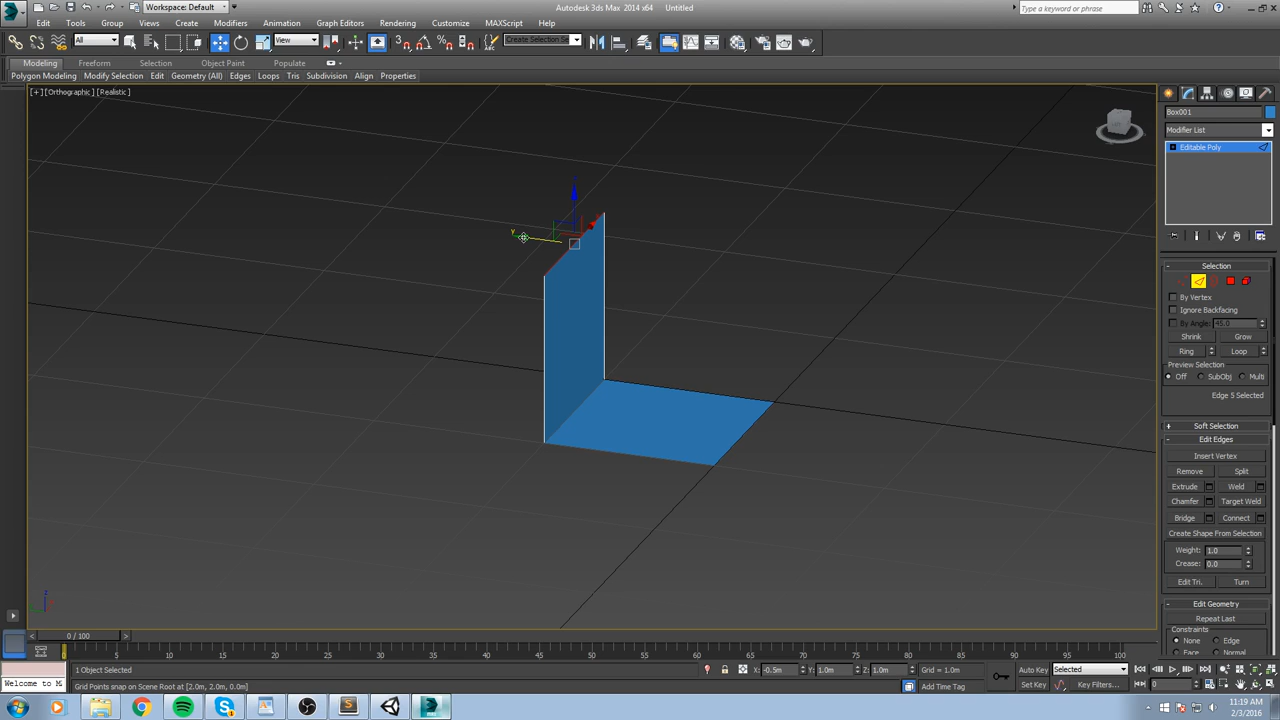 Workspace: Default
Autodesk 3ds Max 2014 x64 Untitled
Type a keyword or phrase
Edit Tools Group Views Create Modifiers Animation Graph Editors Rendering Customize MAXScript Help
All View Create Selection Se
Modeling Freeform Selection Object Paint Populate
Polygon Modeling Modify Selection Edit Geometry (All) Edges Loops Tris Subdivision Align Properties
[+] [Orthographic] [Realistic]
Box001
Modifier List
Editable Poly
Selection
By Vertex
Ignore Backfacing
By Angle: 45.0
Shrink Grow
Ring Loop
Preview Selection
Off SubObj Multi
Edge 5 Selected
Soft Selection
Edit Edges
Insert Vertex
Remove Split
Extrude Weld
Chamfer Target Weld
Bridge Connect
Create Shape From Selection
Weight: 1.0
Crease: 0.0
Edit Tri. Turn
Edit Geometry
Repeat Last
Constraints
None Edge
Face Normal
Y
z
0 / 100
0 5 10 15 20 25 30 35 40 45 50 55 60 65 70 75 80 85 90 95 100
1 Object Selected
X: -0.5m Y: 1.0m Z: 1.0m Grid = 1.0m
Auto Key Selected
Welcome to M
Grid Points snap on Scene Root at [2.0m, 2.0m, 0.0m]
Add Time Tag
Set Key Key Filters...
0
11:19 AM
2/3/2016